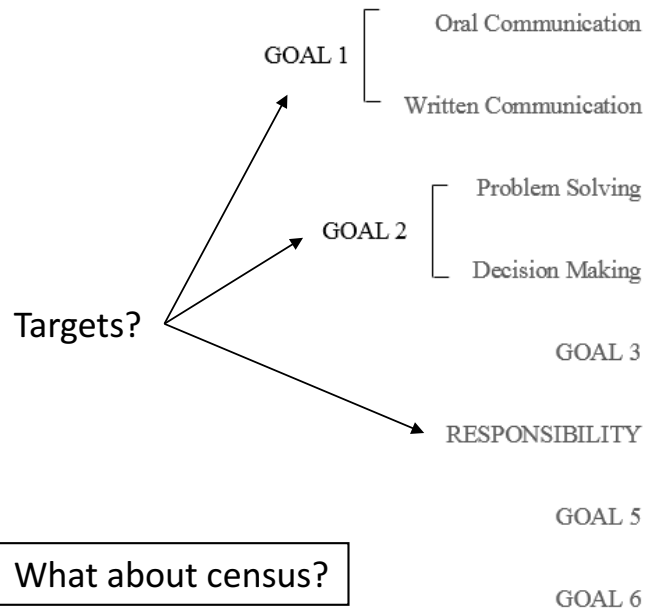 Oral Communication
GOAL 1
Written Communication
Problem Solving
GOAL 2
Decision Making
Targets?
GOAL 3
RESPONSIBILITY
GOAL 5
What about census?
GOAL 6